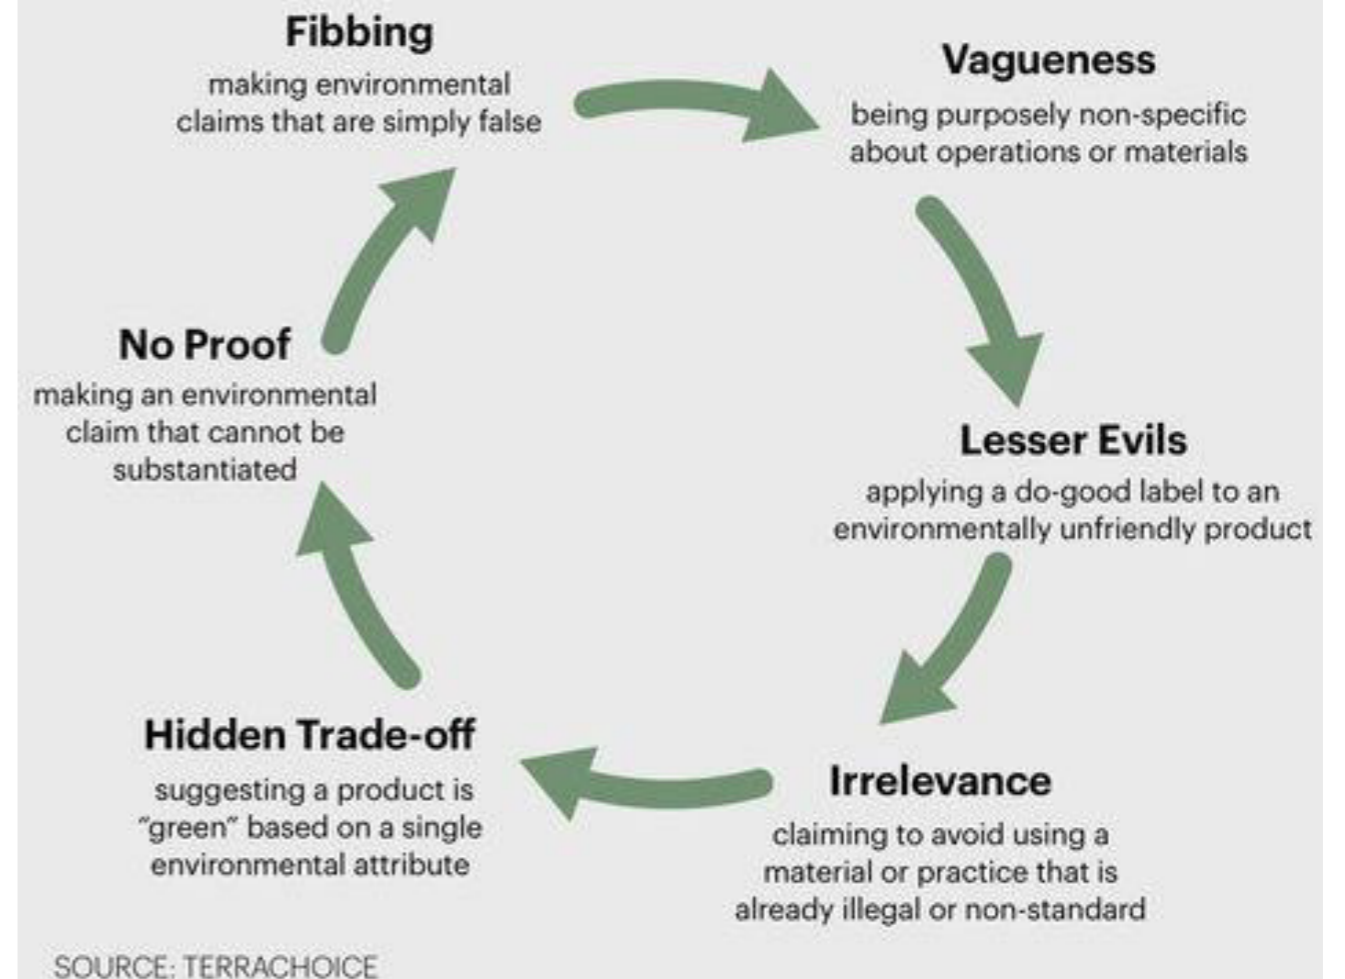 Fibbing
making environmental
claims that are simply false
Vagueness
being purposely non-specific
about operations or materials
Lesser Evils
applying a do-good label to an
environmentally unfriendly product
Irrelevance
claiming to avoid using a
material or practice that is
already illegal or non-standard
Hidden Trade-off
suggesting a product is
"green" based on a single
environmental attribute
No Proof
making an environmental
claim that cannot be
substantiated
SOURCE: TERRACHOICE